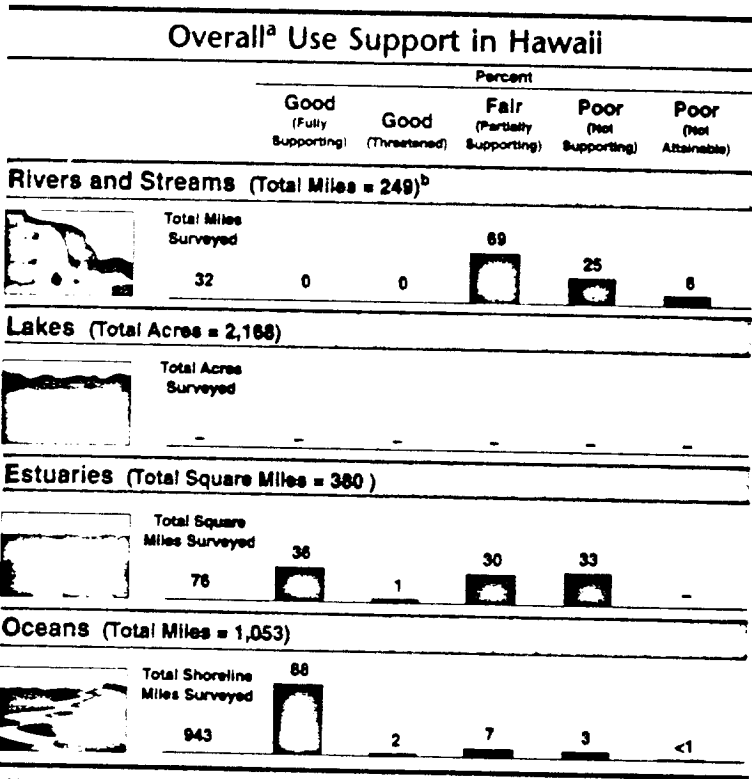 Overallª Use Support in Hawaii
Percent
Good (Fully Supporting) Good (Threatened) Fair (Partially Supporting) Poor (Not Supporting) Poor (Not Attainable)
Rivers and Streams (Total Miles = 249)ᵇ
Total Miles Surveyed
32 0 0 69 25 6
Lakes (Total Acres = 2,168)
Total Acres Surveyed
– – – – – –
Estuaries (Total Square Miles = 380 )
Total Square Miles Surveyed
76 36 1 30 33 –
Oceans (Total Miles = 1,053)
Total Shoreline Miles Surveyed
943 88 2 7 3 <1